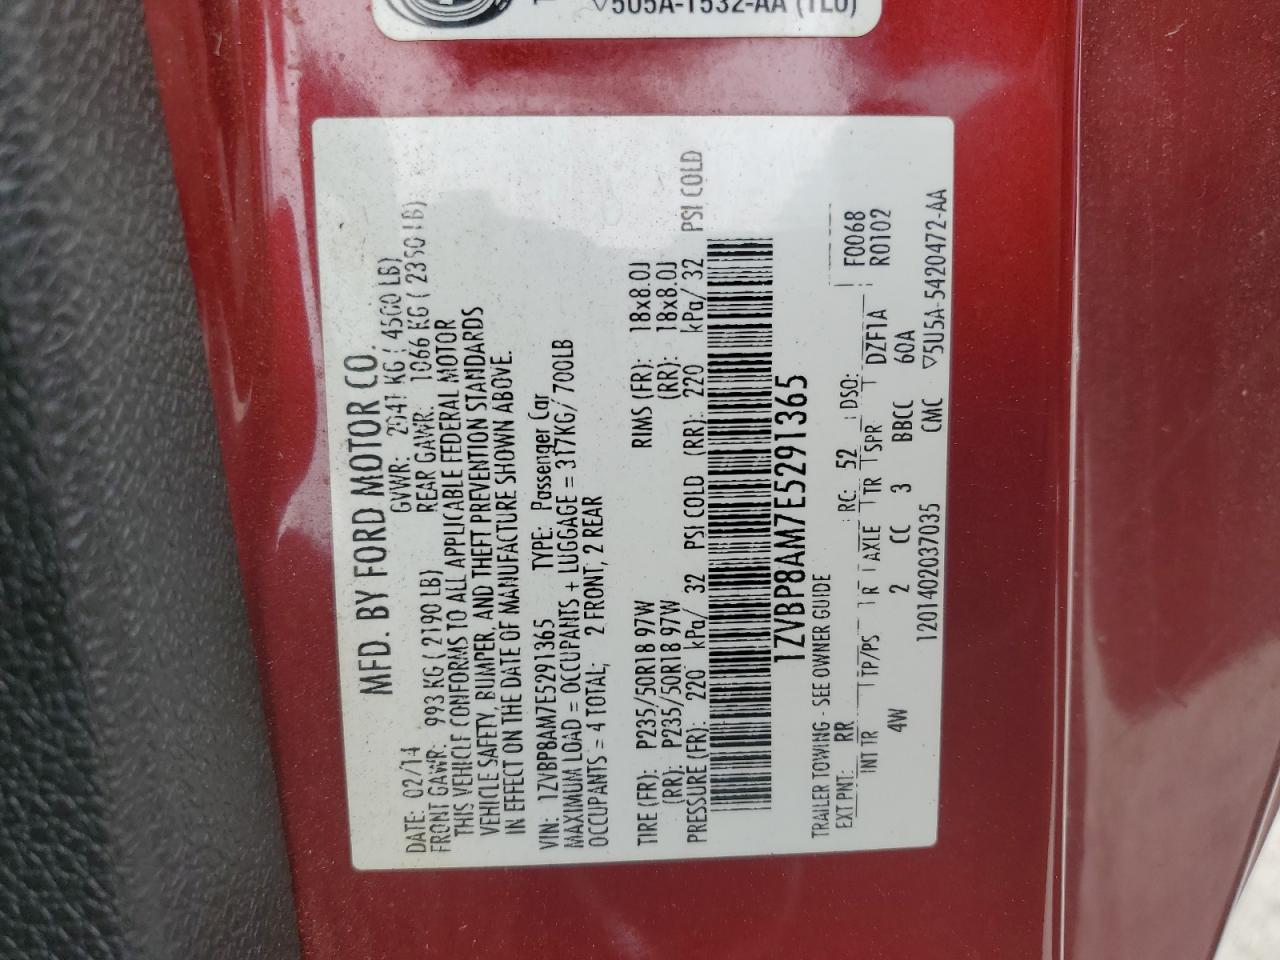 ▽5U5A-1532-AA (TL0)
MFD. BY FORD MOTOR CO.
DATE: 02/14 GVWR: 2041 KG ( 4500 LB)
FRONT GAWR: 993 KG ( 2190 LB) REAR GAWR: 1066 KG ( 2350 LB)
THIS VEHICLE CONFORMS TO ALL APPLICABLE FEDERAL MOTOR
VEHICLE SAFETY, BUMPER, AND THEFT PREVENTION STANDARDS
IN EFFECT ON THE DATE OF MANUFACTURE SHOWN ABOVE.
VIN: 1ZVBP8AM7E5291365 TYPE: Passenger Car
MAXIMUM LOAD = OCCUPANTS + LUGGAGE = 317KG/ 700LB
OCCUPANTS = 4 TOTAL; 2 FRONT, 2 REAR
TIRE (FR): P235/50R18 97W RIMS (FR): 18x8.0J
(RR): P235/50R18 97W (RR): 18x8.0J
PRESSURE (FR): 220 kPa/ 32 PSI COLD (RR): 220 kPa/ 32 PSI COLD
1ZVBP8AM7E5291365
TRAILER TOWING - SEE OWNER GUIDE
EXT PNT: RR RC: 52 DSO: F0068
INT TR TP/PS R AXLE TR SPR DZF1A R0102
4W 2 CC 3 BBCC 60A
120140203​7035 CMC ▽5U5A-5420472-AA